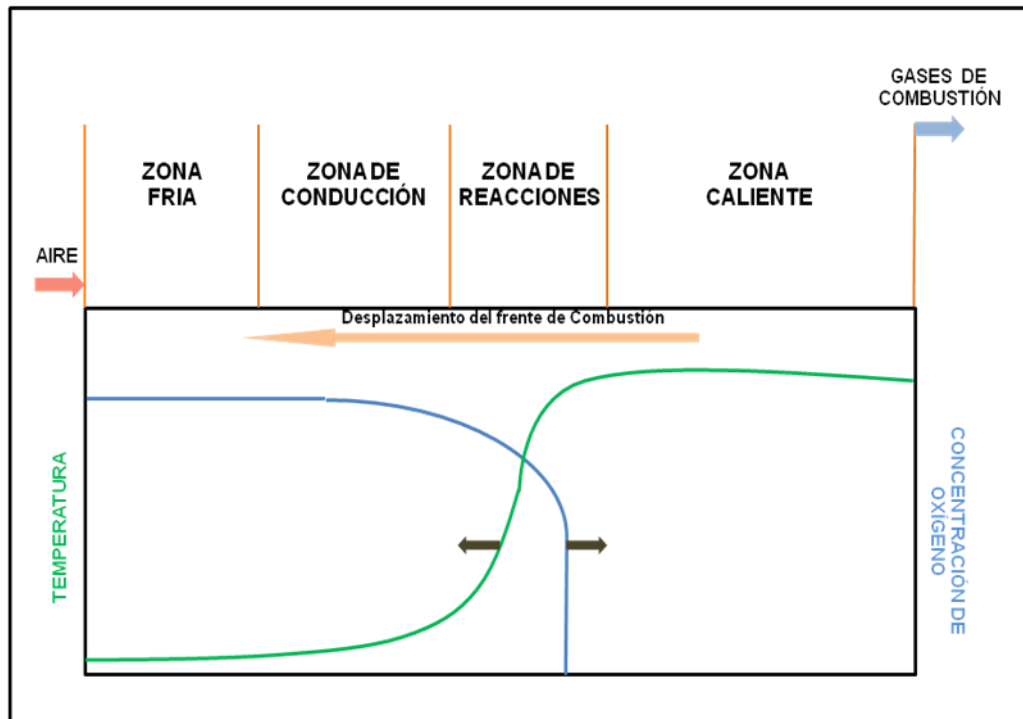 GASES DE
COMBUSTIÓN
ZONA
FRIA
ZONA DE
CONDUCCIÓN
ZONA DE
REACCIONES
ZONA
CALIENTE
AIRE
Desplazamiento del frente de Combustión
TEMPERATURA
CONCENTRACIÓN DE
OXÍGENO